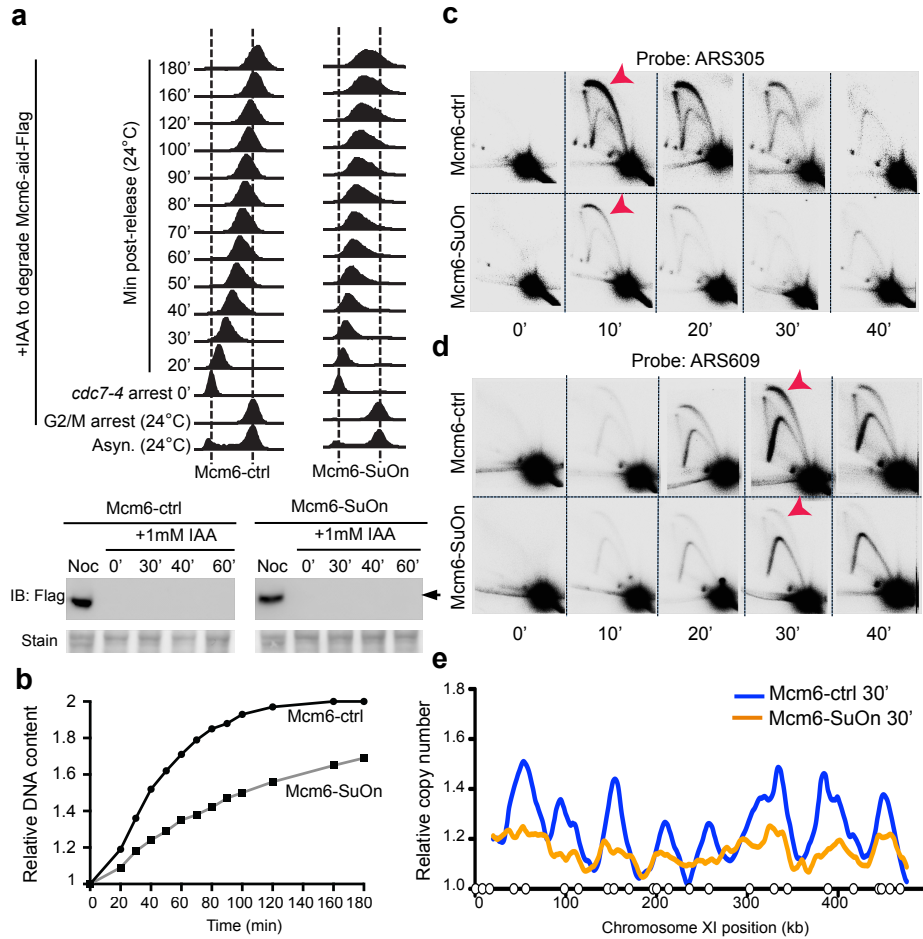 a
+IAA to degrade Mcm6-aid-Flag
Min post-release (24°C)
180'
160'
120'
100'
90'
80'
70'
60'
50'
40'
30'
20'
cdc7-4 arrest 0'
G2/M arrest (24°C)
Asyn. (24°C)
Mcm6-ctrl Mcm6-SuOn
Mcm6-ctrl Mcm6-SuOn
+1mM IAA +1mM IAA
Noc 0' 30' 40' 60' Noc 0' 30' 40' 60'
IB: Flag
Stain
b
Relative DNA content
2
1.8
1.6
1.4
1.2
1
Mcm6-ctrl
Mcm6-SuOn
0 20 40 60 80 100 120 140 160 180
Time (min)
c
Probe: ARS305
Mcm6-ctrl
Mcm6-SuOn
0' 10' 20' 30' 40'
d
Probe: ARS609
Mcm6-ctrl
Mcm6-SuOn
0' 10' 20' 30' 40'
e
Relative copy number
1.8
1.6
1.4
1.2
1.0
Mcm6-ctrl 30'
Mcm6-SuOn 30'
0 100 200 300 400
Chromosome XI position (kb)